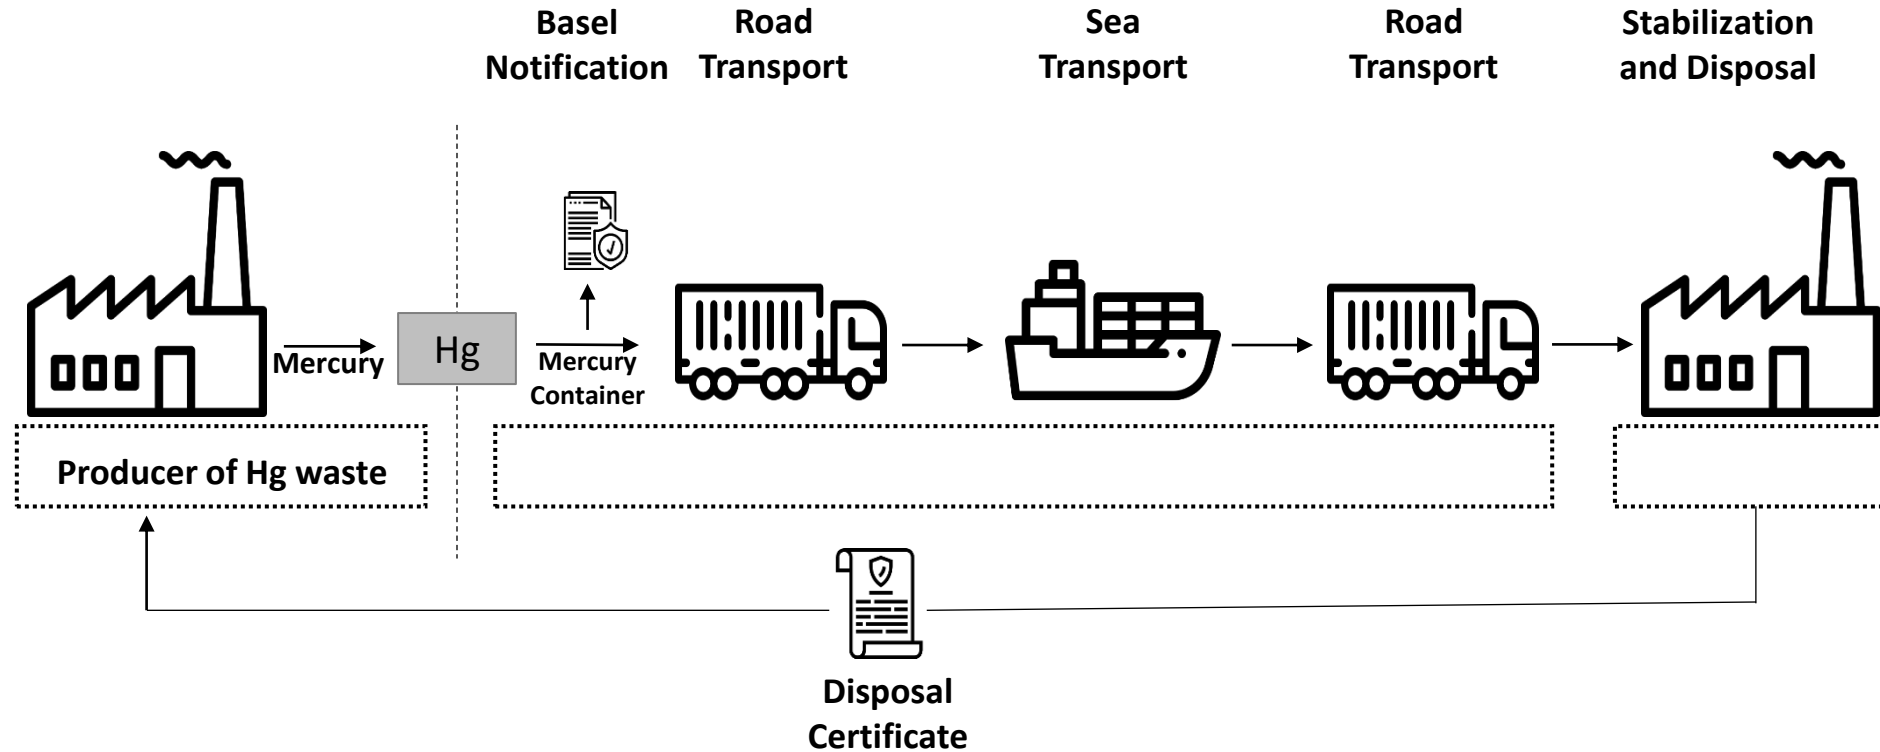 Basel
Notification
Road
Transport
Sea
Transport
Road
Transport
Stabilization
and Disposal
Mercury
Hg
Mercury
Container
Producer of Hg waste
Disposal
Certificate